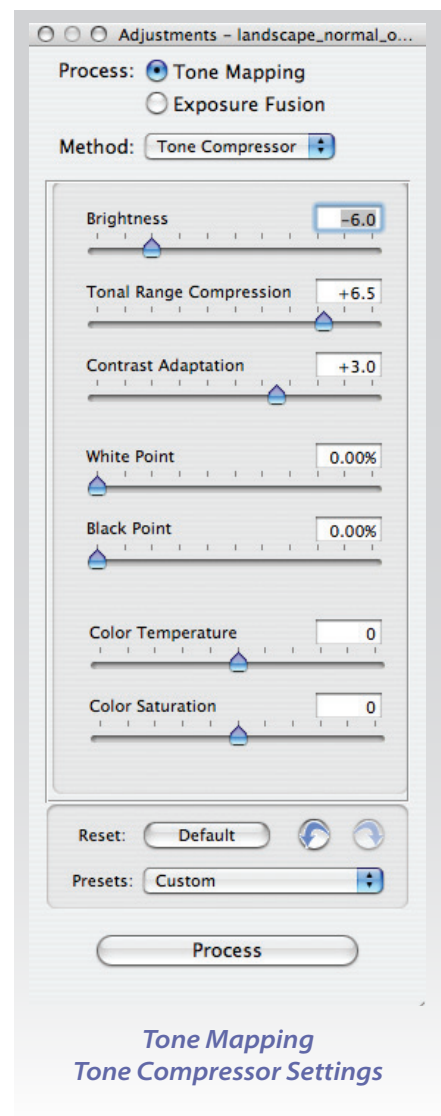 Adjustments – landscape_normal_o...
Process: Tone Mapping
Exposure Fusion
Method: Tone Compressor
Brightness -6.0
Tonal Range Compression +6.5
Contrast Adaptation +3.0
White Point 0.00%
Black Point 0.00%
Color Temperature 0
Color Saturation 0
Reset: Default
Presets: Custom
Process
Tone Mapping
Tone Compressor Settings